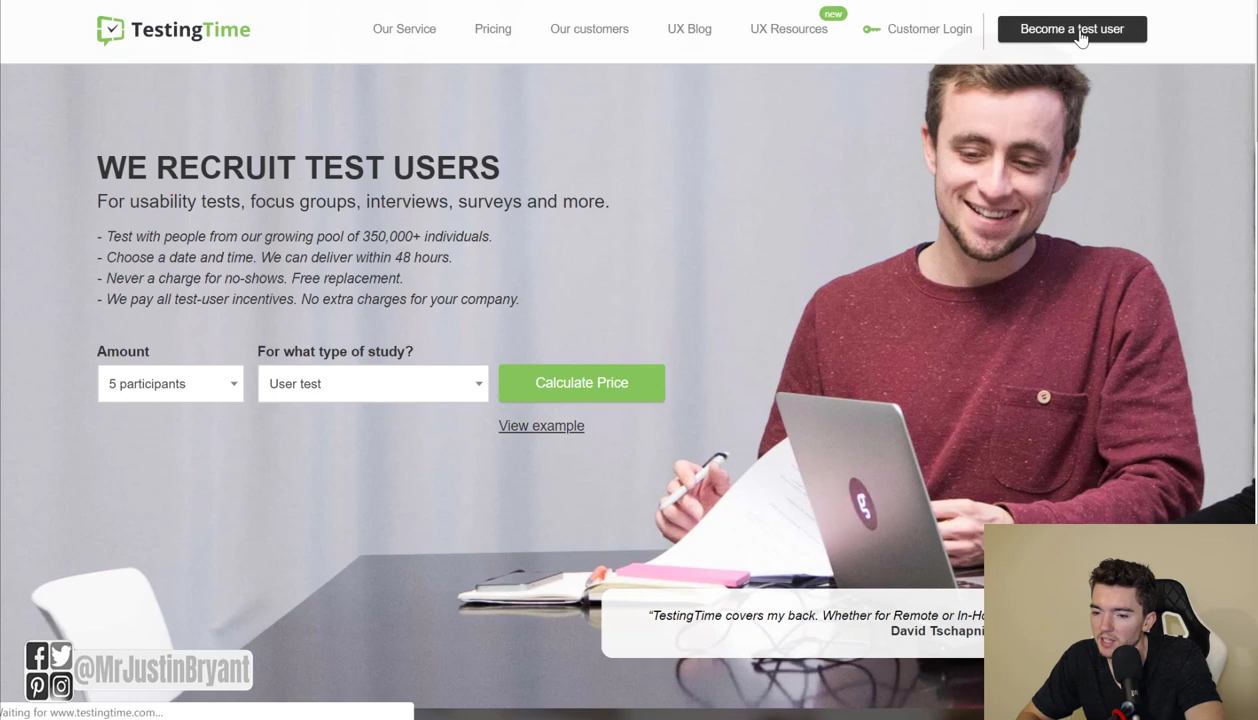 TestingTime
Our Service
Pricing
Our customers
UX Blog
UX Resources
new
Customer Login
Become a test user
WE RECRUIT TEST USERS
For usability tests, focus groups, interviews, surveys and more.
- Test with people from our growing pool of 350,000+ individuals.
- Choose a date and time. We can deliver within 48 hours.
- Never a charge for no-shows. Free replacement.
- We pay all test-user incentives. No extra charges for your company.
Amount
For what type of study?
5 participants
User test
Calculate Price
View example
“TestingTime covers my back. Whether for Remote or In-Ho
David Tschapni
@MrJustinBryant
Waiting for www.testingtime.com...